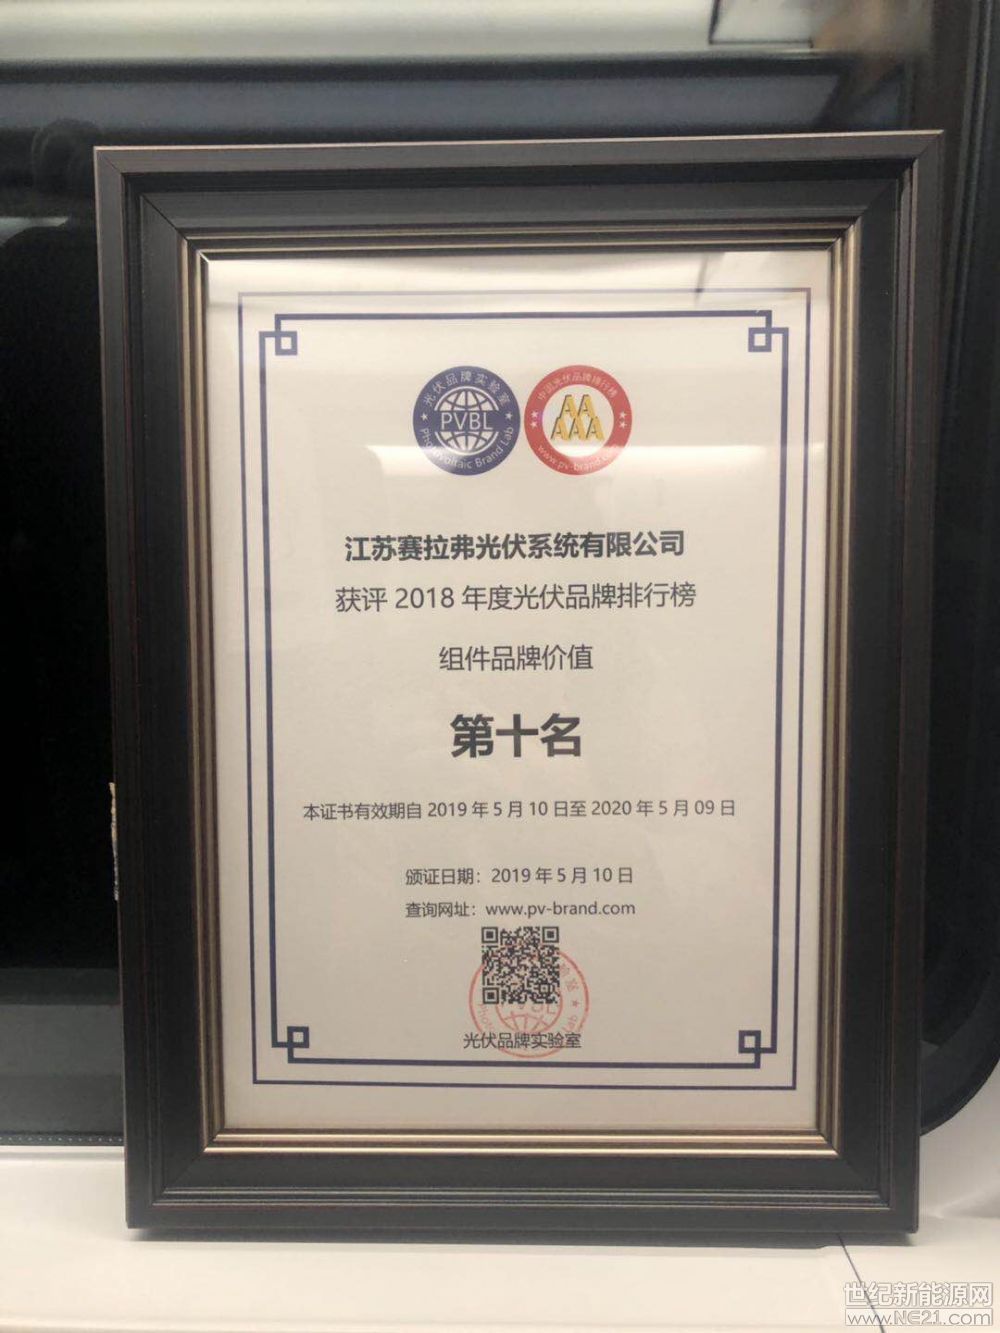 光伏品牌实验室
PVBL
Photovoltaic Brand Lab
中国光伏品牌排行榜
AA
AAA
www.pv-brand.com
江苏赛拉弗光伏系统有限公司
获评 2018 年度光伏品牌排行榜
组件品牌价值
第十名
本证书有效期自 2019 年 5 月 10 日至 2020 年 5 月 09 日
颁证日期：2019 年 5 月 10 日
查询网址：www.pv-brand.com
光伏品牌实验室
世纪新能源网
www.NE21.com